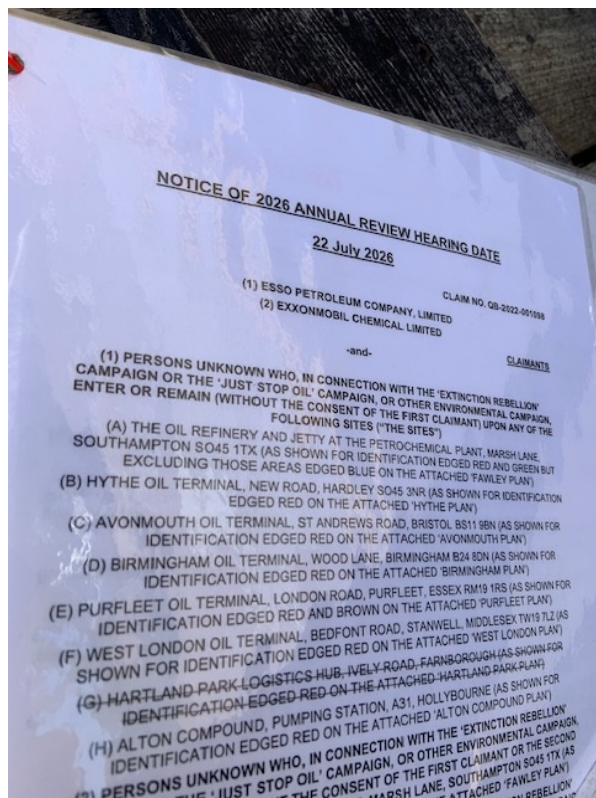 NOTICE OF 2026 ANNUAL REVIEW HEARING DATE
22 July 2026
CLAIM NO. QB-2022-001098
(1) ESSO PETROLEUM COMPANY, LIMITED
(2) EXXONMOBIL CHEMICAL LIMITED
-and-
CLAIMANTS
(1) PERSONS UNKNOWN WHO, IN CONNECTION WITH THE 'EXTINCTION REBELLION'
CAMPAIGN OR THE 'JUST STOP OIL' CAMPAIGN, OR OTHER ENVIRONMENTAL CAMPAIGN,
ENTER OR REMAIN (WITHOUT THE CONSENT OF THE FIRST CLAIMANT) UPON ANY OF THE
FOLLOWING SITES ("THE SITES")
(A) THE OIL REFINERY AND JETTY AT THE PETROCHEMICAL PLANT, MARSH LANE,
SOUTHAMPTON SO45 1TX (AS SHOWN FOR IDENTIFICATION EDGED RED AND GREEN BUT
EXCLUDING THOSE AREAS EDGED BLUE ON THE ATTACHED 'FAWLEY PLAN')
(B) HYTHE OIL TERMINAL, NEW ROAD, HARDLEY SO45 3NR (AS SHOWN FOR IDENTIFICATION
EDGED RED ON THE ATTACHED 'HYTHE PLAN')
(C) AVONMOUTH OIL TERMINAL, ST ANDREWS ROAD, BRISTOL BS11 9BN (AS SHOWN FOR
IDENTIFICATION EDGED RED ON THE ATTACHED 'AVONMOUTH PLAN')
(D) BIRMINGHAM OIL TERMINAL, WOOD LANE, BIRMINGHAM B24 8DN (AS SHOWN FOR
IDENTIFICATION EDGED RED ON THE ATTACHED 'BIRMINGHAM PLAN')
(E) PURFLEET OIL TERMINAL, LONDON ROAD, PURFLEET, ESSEX RM19 1RS (AS SHOWN FOR
IDENTIFICATION EDGED RED AND BROWN ON THE ATTACHED 'PURFLEET PLAN')
(F) WEST LONDON OIL TERMINAL, BEDFONT ROAD, STANWELL, MIDDLESEX TW19 7LZ (AS
SHOWN FOR IDENTIFICATION EDGED RED ON THE ATTACHED 'WEST LONDON PLAN')
(G) HARTLAND PARK LOGISTICS HUB, IVELY ROAD, FARNBOROUGH (AS SHOWN FOR
IDENTIFICATION EDGED RED ON THE ATTACHED 'HARTLAND PARK PLAN')
(H) ALTON COMPOUND, PUMPING STATION, A31, HOLLYBOURNE (AS SHOWN FOR
IDENTIFICATION EDGED RED ON THE ATTACHED 'ALTON COMPOUND PLAN')
PERSONS UNKNOWN WHO, IN CONNECTION WITH THE 'EXTINCTION REBELLION'
'JUST STOP OIL' CAMPAIGN, OR OTHER ENVIRONMENTAL CAMPAIGN,
THE CONSENT OF THE FIRST CLAIMANT OR THE SECOND
MARSH LANE, SOUTHAMPTON SO45 1TX (AS
ATTACHED 'FAWLEY PLAN')
REBELLION'